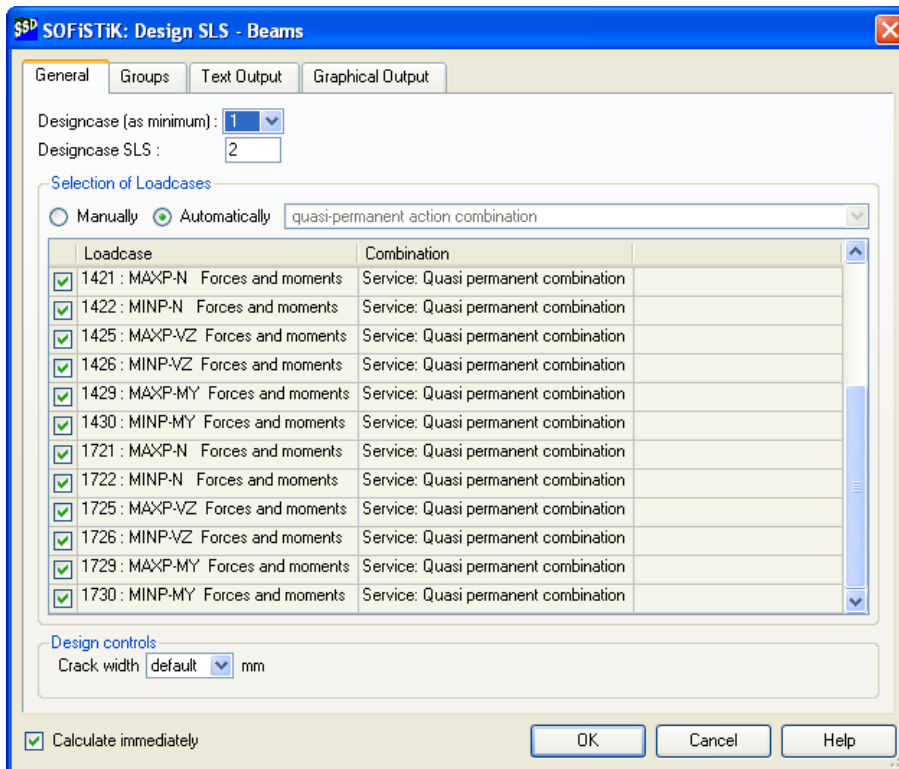 SSD SOFiSTiK: Design SLS - Beams
General Groups Text Output Graphical Output
Designcase (as minimum) : 1
Designcase SLS : 2
Selection of Loadcases
Manually Automatically quasi-permanent action combination
Loadcase Combination
1421 : MAXP-N Forces and moments Service: Quasi permanent combination
1422 : MINP-N Forces and moments Service: Quasi permanent combination
1425 : MAXP-VZ Forces and moments Service: Quasi permanent combination
1426 : MINP-VZ Forces and moments Service: Quasi permanent combination
1429 : MAXP-MY Forces and moments Service: Quasi permanent combination
1430 : MINP-MY Forces and moments Service: Quasi permanent combination
1721 : MAXP-N Forces and moments Service: Quasi permanent combination
1722 : MINP-N Forces and moments Service: Quasi permanent combination
1725 : MAXP-VZ Forces and moments Service: Quasi permanent combination
1726 : MINP-VZ Forces and moments Service: Quasi permanent combination
1729 : MAXP-MY Forces and moments Service: Quasi permanent combination
1730 : MINP-MY Forces and moments Service: Quasi permanent combination
Design controls
Crack width default mm
Calculate immediately OK Cancel Help